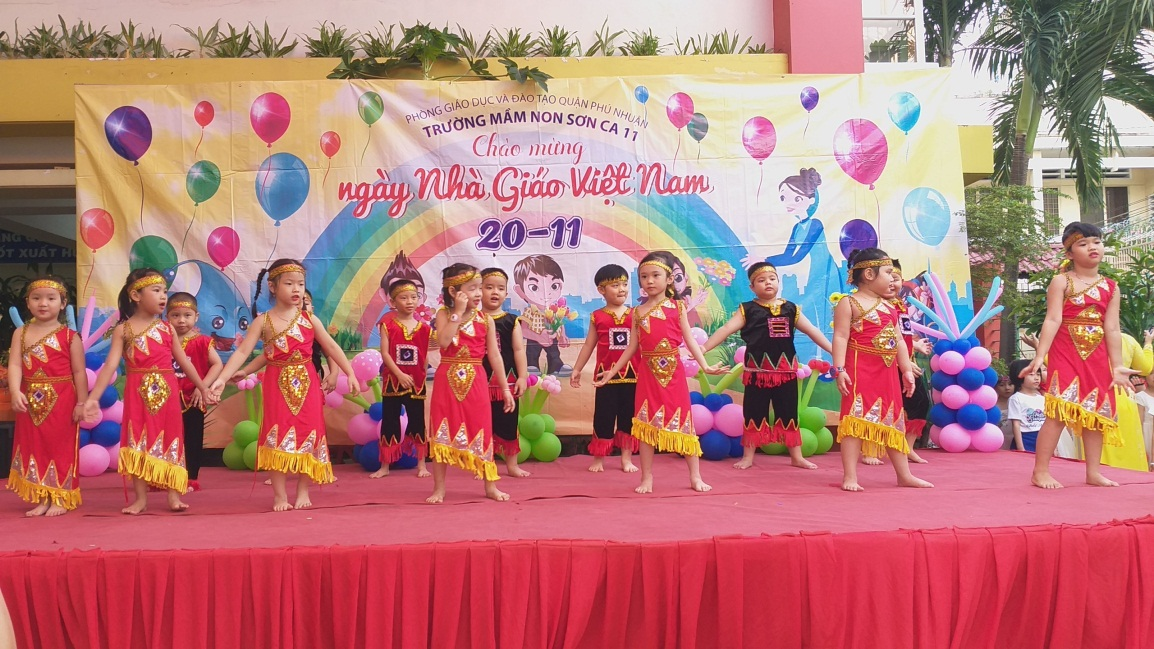 PHÒNG GIÁO DỤC VÀ ĐÀO TẠO QUẬN PHÚ NHUẬN
TRƯỜNG MẦM NON SƠN CA 11
Chào mừng
ngày Nhà Giáo Việt Nam
20-11